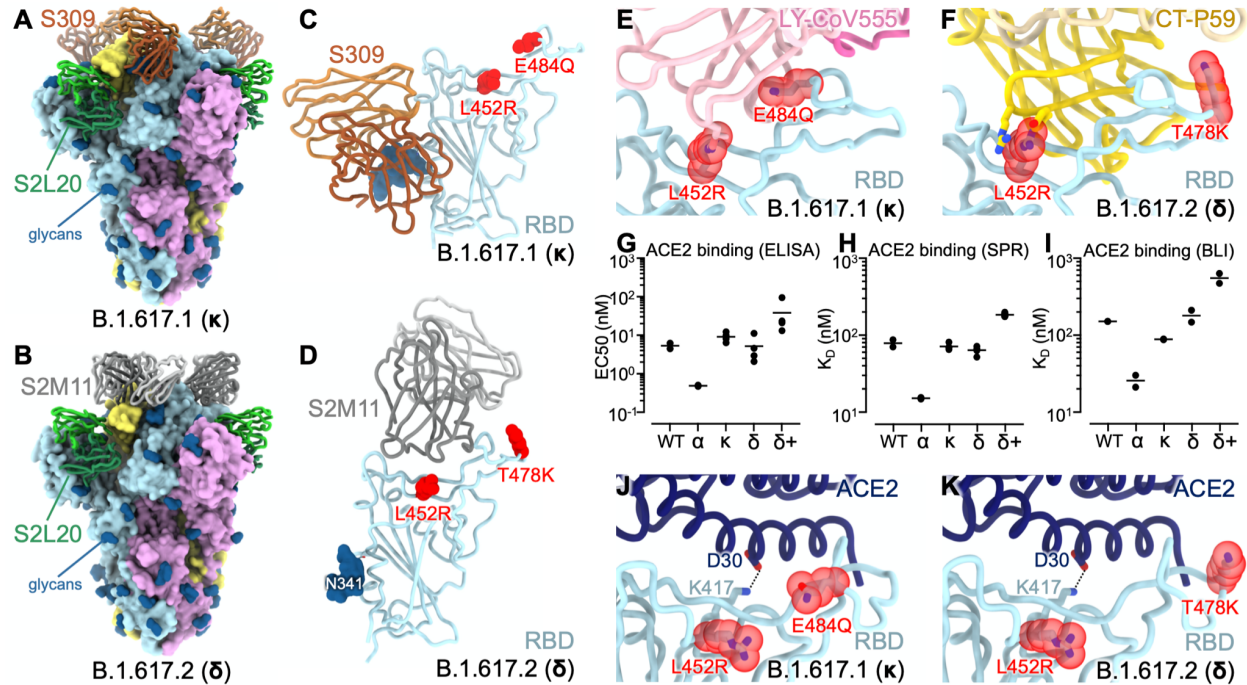 A
S309
S2L20
glycans
B.1.617.1 (κ)
B
S2M11
S2L20
glycans
B.1.617.2 (δ)
C
S309
E484Q
L452R
RBD
B.1.617.1 (κ)
D
S2M11
T478K
L452R
N341
RBD
B.1.617.2 (δ)
E
LY-CoV555
E484Q
L452R
RBD
B.1.617.1 (κ)
F
CT-P59
T478K
L452R
RBD
B.1.617.2 (δ)
G
ACE2 binding (ELISA)
EC50 (nM)
10³
10²
10¹
10⁰
10⁻¹
WT α κ δ δ+
H
ACE2 binding (SPR)
K_D (nM)
10³
10²
10¹
WT α κ δ δ+
I
ACE2 binding (BLI)
K_D (nM)
10³
10²
10¹
WT α κ δ δ+
J
ACE2
D30
K417
E484Q
L452R
RBD
B.1.617.1 (κ)
K
ACE2
D30
K417
T478K
L452R
RBD
B.1.617.2 (δ)